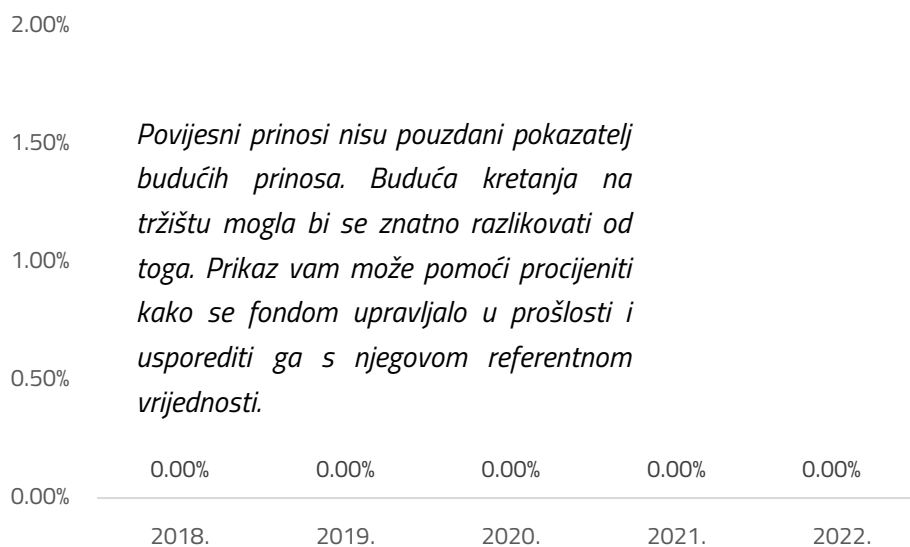 2.00%
1.50%
Povijesni prinosi nisu pouzdani pokazatelj
budućih prinosa. Buduća kretanja na
tržištu mogla bi se znatno razlikovati od
1.00%
toga. Prikaz vam može pomoći procijeniti
kako se fondom upravljalo u prošlosti i
usporediti ga s njegovom referentnom
0.50%
vrijednosti.
0.00% 0.00% 0.00% 0.00% 0.00%
0.00%
2018. 2019. 2020. 2021. 2022.